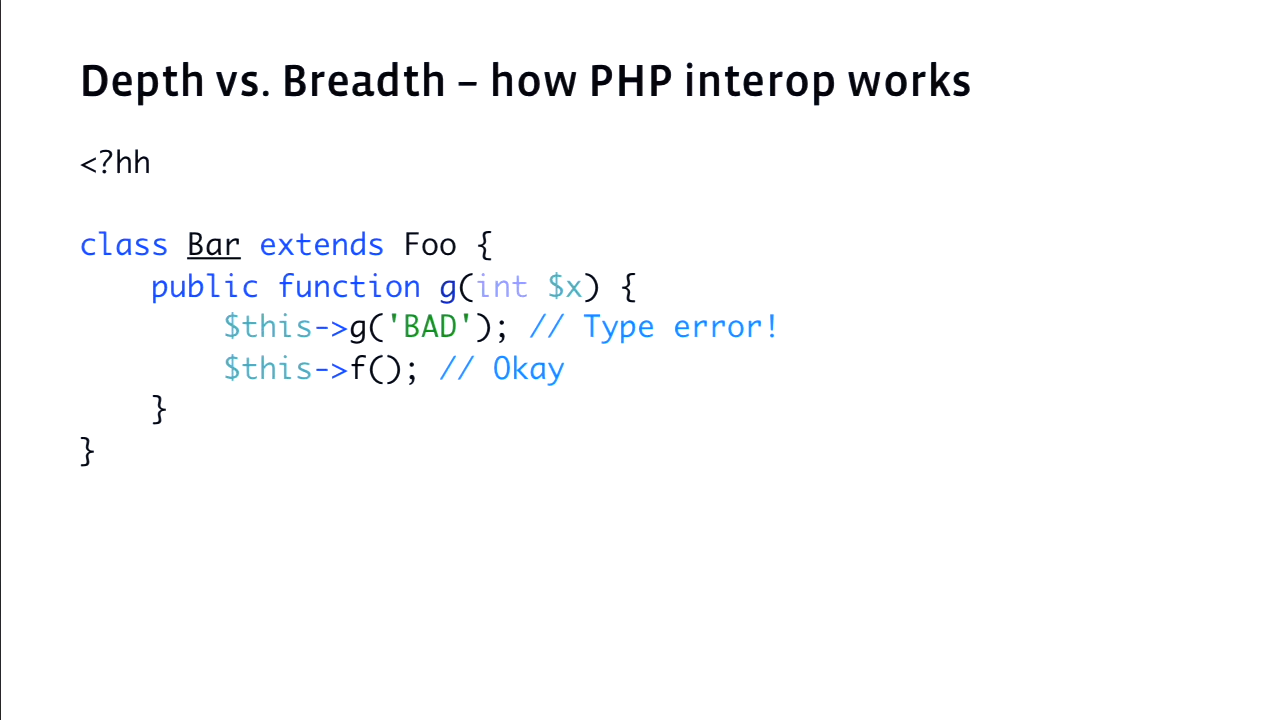 Depth vs. Breadth – how PHP interop works
<?hh
class Bar extends Foo {
    public function g(int $x) {
        $this->g('BAD'); // Type error!
        $this->f(); // Okay
    }
}